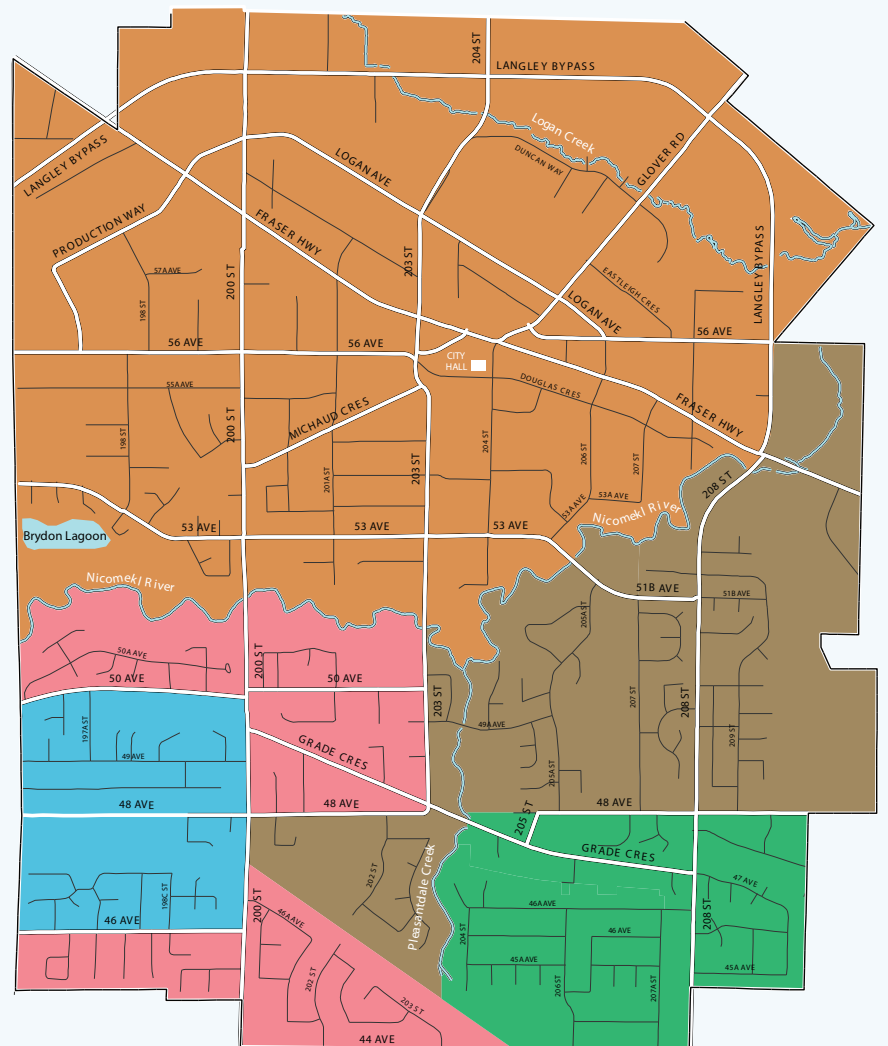 204 ST
LANGLEY BYPASS
Logan Creek
LANGLEY BYPASS
LOGAN AVE
DUNCAN WAY
GLOVER RD
PRODUCTION WAY
FRASER HWY
203 ST
LANGLEY BYPASS
57A AVE
200 ST
EASTLEIGH CRES
198 ST
LOGAN AVE
56 AVE
56 AVE
56 AVE
CITY
HALL
55A AVE
DOUGLAS CRES
MICHAUD CRES
FRASER HWY
200 ST
198 ST
204 ST
206 ST
207 ST
203 ST
201A ST
208 ST
53A AVE
53A AVE
Nicomekl River
53 AVE
53 AVE
53 AVE
Brydon Lagoon
Nicomekl River
51B AVE
51B AVE
205A ST
50A AVE
200 ST
50 AVE
50 AVE
203 ST
207 ST
208 ST
197A ST
49A AVE
209 ST
GRADE CRES
49 AVE
205A ST
48 AVE
48 AVE
48 AVE
205 ST
GRADE CRES
Pleasantdale Creek
202 ST
47 AVE
198C ST
200 ST
46A AVE
46A AVE
208 ST
46 AVE
204 ST
46 AVE
45A AVE
45A AVE
202 ST
206 ST
207A ST
203 ST
44 AVE